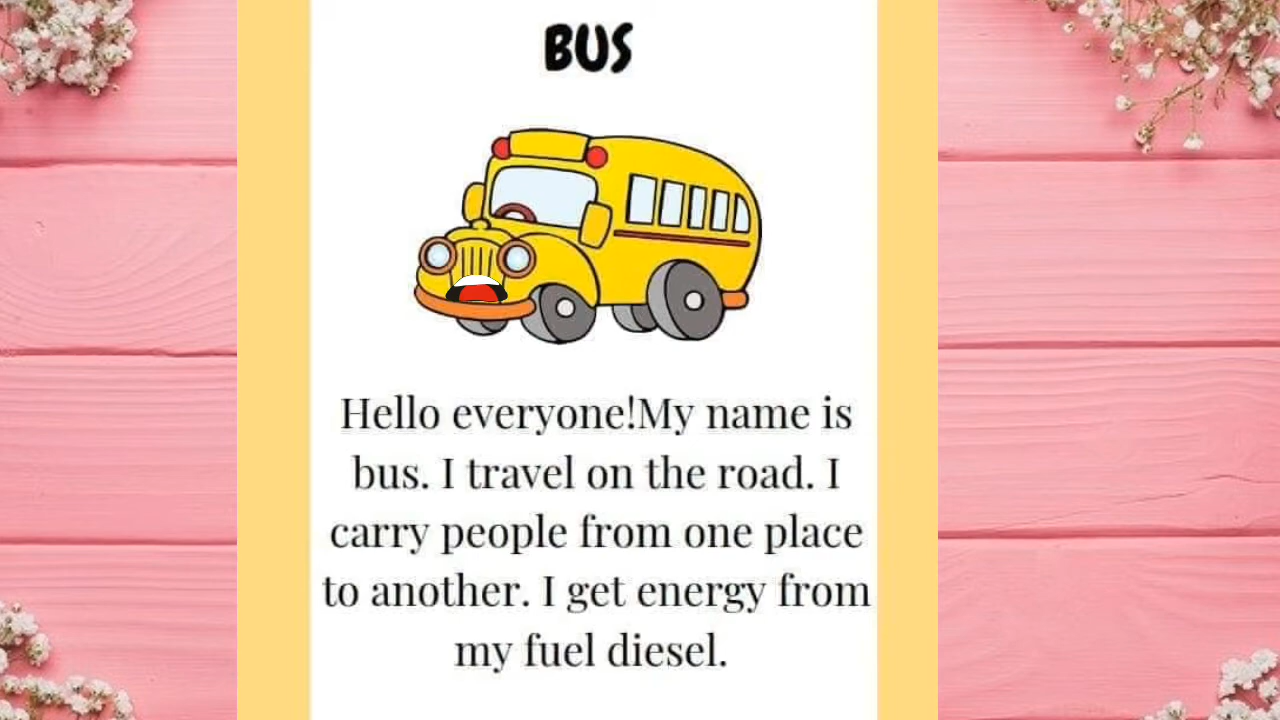 BUS
Hello everyone!My name is
bus. I travel on the road. I
carry people from one place
to another. I get energy from
my fuel diesel.